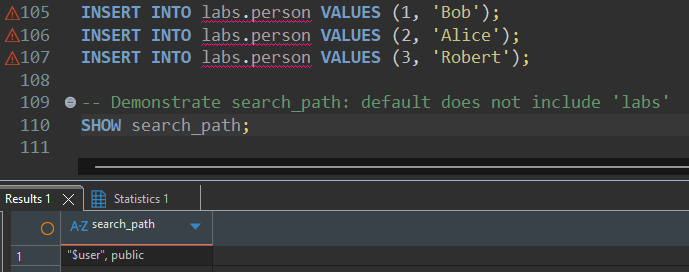 105 INSERT INTO labs.person VALUES (1, 'Bob');
106 INSERT INTO labs.person VALUES (2, 'Alice');
107 INSERT INTO labs.person VALUES (3, 'Robert');
108
109 -- Demonstrate search_path: default does not include 'labs'
110 SHOW search_path;
111
Results 1 Statistics 1
A-Z search_path
1 "$user", public